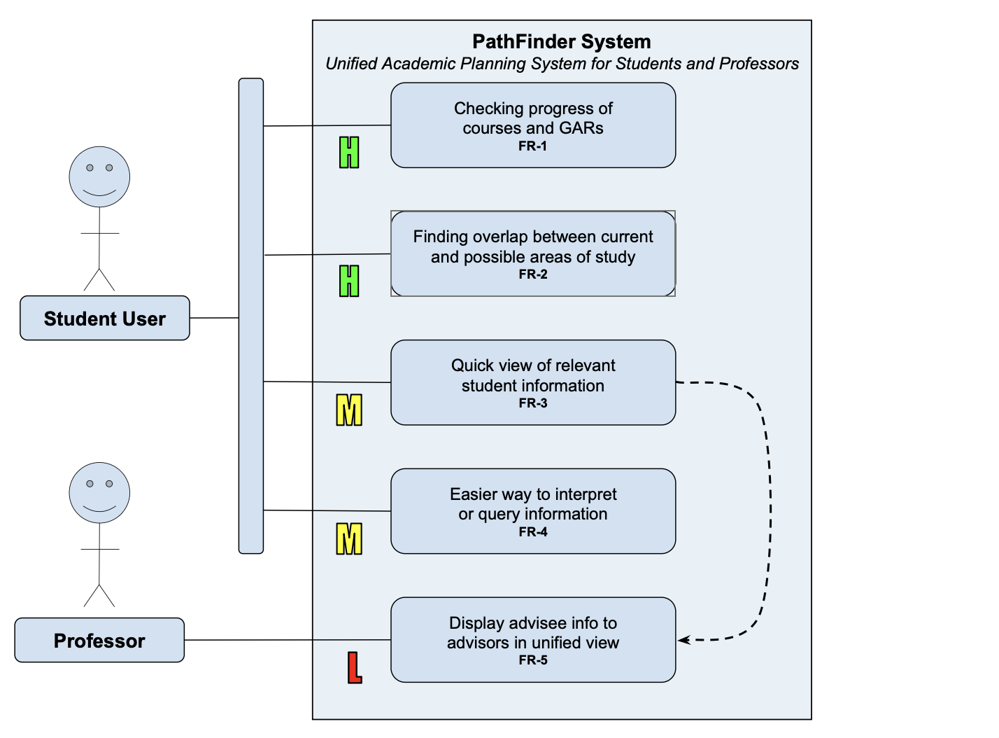 PathFinder System
Unified Academic Planning System for Students and Professors
Checking progress of
courses and GARs
FR-1
H
Finding overlap between current
and possible areas of study
FR-2
H
Student User
Quick view of relevant
student information
FR-3
M
Easier way to interpret
or query information
FR-4
M
Professor
Display advisee info to
advisors in unified view
FR-5
L